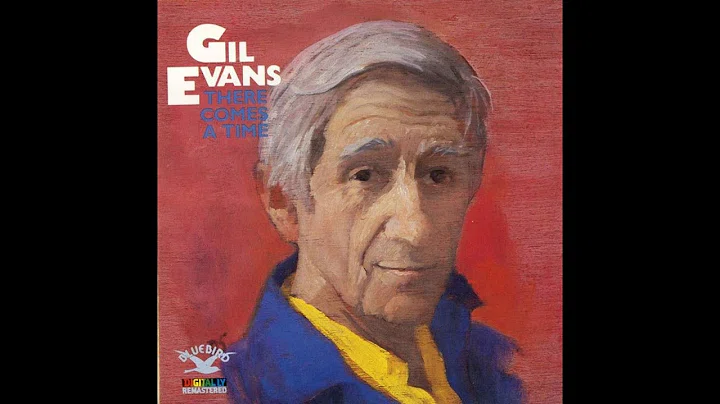 GIL
EVANS
THERE
COMES
A TIME
BLUEBIRD
DIGITALLY
REMASTERED